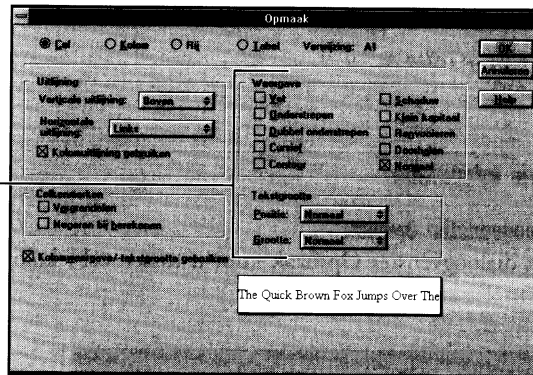 Opmaak
Cel Kolom Rij Tabel Verwijzing: A1
OK
Annuleren
Help
Uitlijning
Verticale uitlijning: Boven
Horizontale uitlijning: Links
Kolomuitlijning gebruiken
Weergave
Vet
Onderstrepen
Dubbel onderstrepen
Cursief
Contour
Schaduw
Klein kapitaal
Doorhalen
Normaal
Celkenmerken
Vergrendelen
Negeren bij berekenen
Tekstgrootte
Positie: Normaal
Grootte: Normaal
Kolomweergave/-tekstgrootte gebruiken
The Quick Brown Fox Jumps Over The